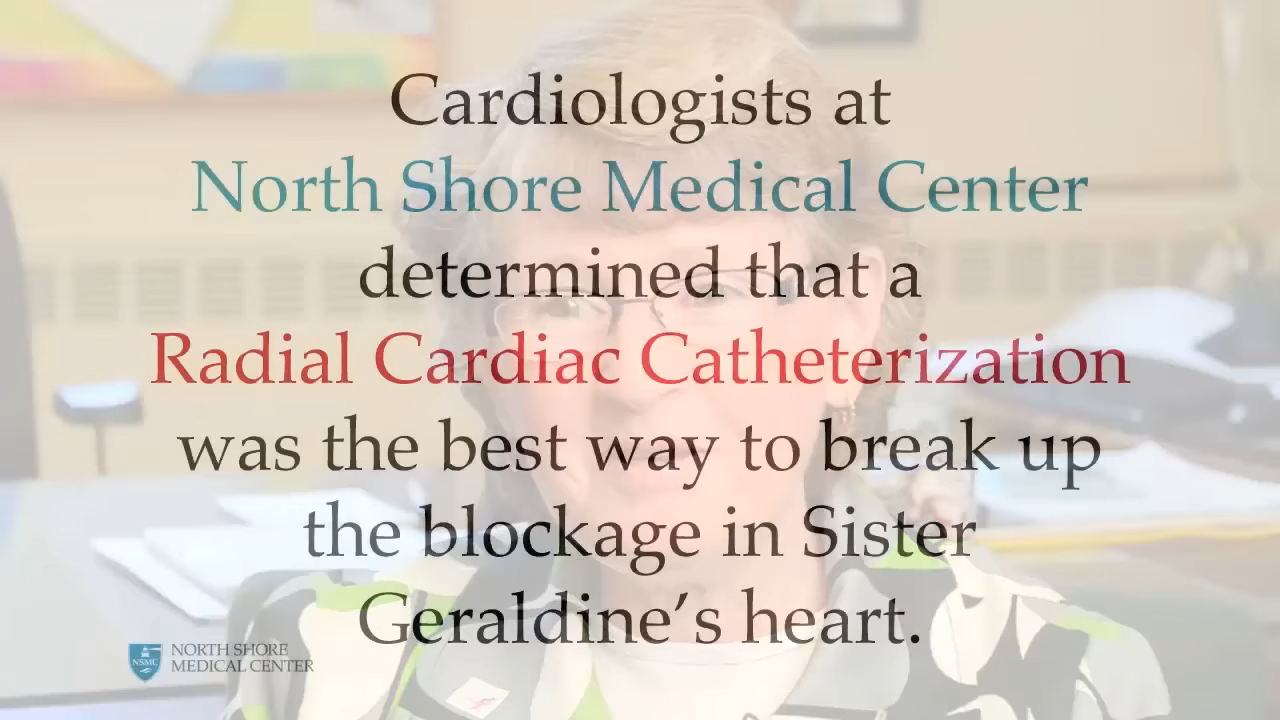 Cardiologists at
North Shore Medical Center
determined that a
Radial Cardiac Catheterization
was the best way to break up
the blockage in Sister
Geraldine’s heart.
NSMC
NORTH SHORE
MEDICAL CENTER